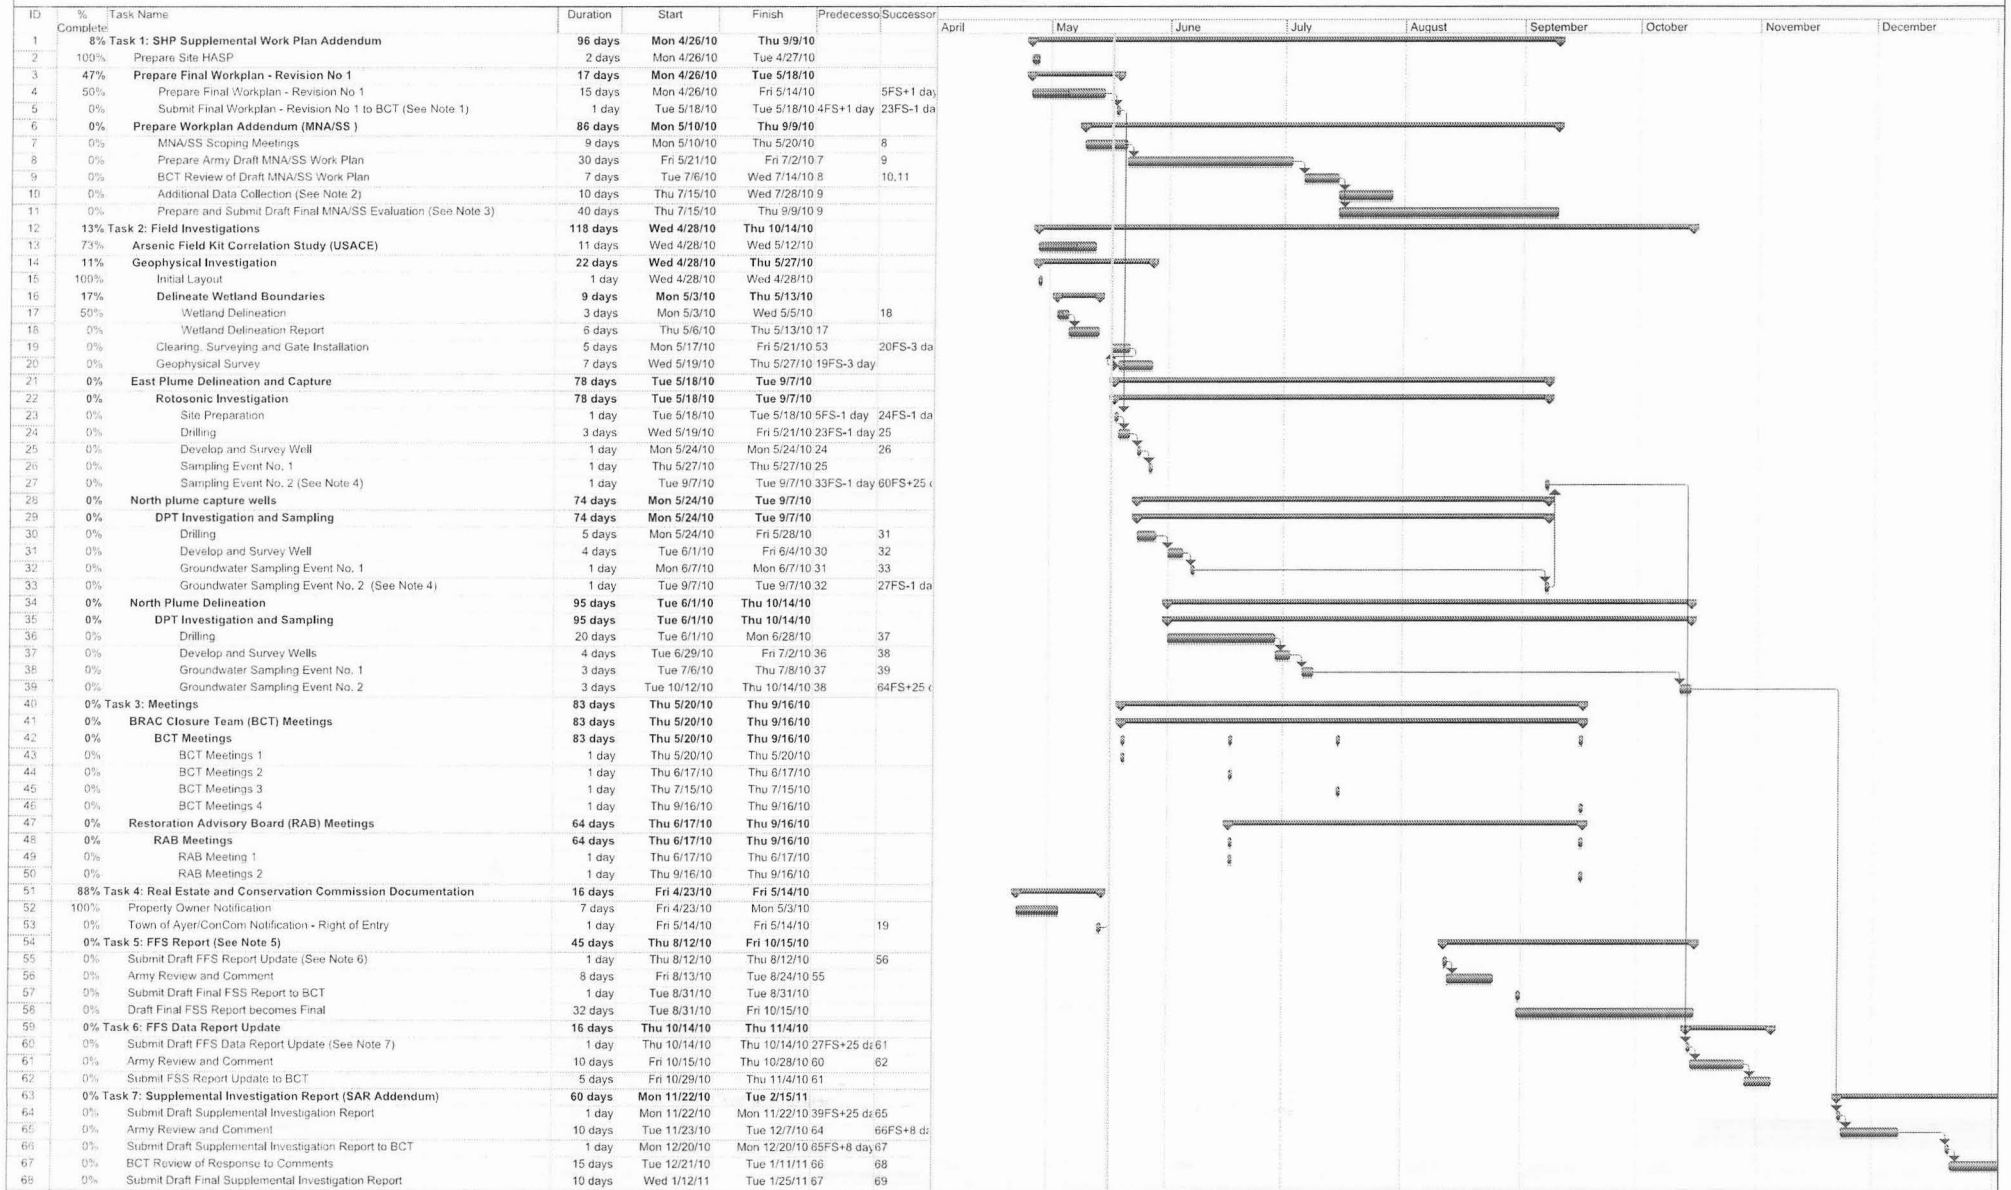 ID % Complete Task Name Duration Start Finish Predecesso Successor
April May June July August September October November December
1 8% Task 1: SHP Supplemental Work Plan Addendum 96 days Mon 4/26/10 Thu 9/9/10
2 100% Prepare Site HASP 2 days Mon 4/26/10 Tue 4/27/10
3 47% Prepare Final Workplan - Revision No 1 17 days Mon 4/26/10 Tue 5/18/10
4 50% Prepare Final Workplan - Revision No 1 15 days Mon 4/26/10 Fri 5/14/10 5FS+1 day
5 0% Submit Final Workplan - Revision No 1 to BCT (See Note 1) 1 day Tue 5/18/10 Tue 5/18/10 4FS+1 day 23FS-1 da
6 0% Prepare Workplan Addendum (MNA/SS ) 86 days Mon 5/10/10 Thu 9/9/10
7 0% MNA/SS Scoping Meetings 9 days Mon 5/10/10 Thu 5/20/10 8
8 0% Prepare Army Draft MNA/SS Work Plan 30 days Fri 5/21/10 Fri 7/2/10 7 9
9 0% BCT Review of Draft MNA/SS Work Plan 7 days Tue 7/6/10 Wed 7/14/10 8 10,11
10 0% Additional Data Collection (See Note 2) 10 days Thu 7/15/10 Wed 7/28/10 9
11 0% Prepare and Submit Draft Final MNA/SS Evaluation (See Note 3) 40 days Thu 7/15/10 Thu 9/9/10 9
12 13% Task 2: Field Investigations 118 days Wed 4/28/10 Thu 10/14/10
13 73% Arsenic Field Kit Correlation Study (USACE) 11 days Wed 4/28/10 Wed 5/12/10
14 11% Geophysical Investigation 22 days Wed 4/28/10 Thu 5/27/10
15 100% Initial Layout 1 day Wed 4/28/10 Wed 4/28/10
16 17% Delineate Wetland Boundaries 9 days Mon 5/3/10 Thu 5/13/10
17 50% Wetland Delineation 3 days Mon 5/3/10 Wed 5/5/10 18
18 0% Wetland Delineation Report 6 days Thu 5/6/10 Thu 5/13/10 17
19 0% Clearing, Surveying and Gate Installation 5 days Mon 5/17/10 Fri 5/21/10 53 20FS-3 da
20 0% Geophysical Survey 7 days Wed 5/19/10 Thu 5/27/10 19FS-3 day
21 0% East Plume Delineation and Capture 78 days Tue 5/18/10 Tue 9/7/10
22 0% Rotosonic Investigation 78 days Tue 5/18/10 Tue 9/7/10
23 0% Site Preparation 1 day Tue 5/18/10 Tue 5/18/10 5FS-1 day 24FS-1 da
24 0% Drilling 3 days Wed 5/19/10 Fri 5/21/10 23FS-1 day 25
25 0% Develop and Survey Well 1 day Mon 5/24/10 Mon 5/24/10 24 26
26 0% Sampling Event No. 1 1 day Thu 5/27/10 Thu 5/27/10 25
27 0% Sampling Event No. 2 (See Note 4) 1 day Tue 9/7/10 Tue 9/7/10 33FS-1 day 60FS+25 d
28 0% North plume capture wells 74 days Mon 5/24/10 Tue 9/7/10
29 0% DPT Investigation and Sampling 74 days Mon 5/24/10 Tue 9/7/10
30 0% Drilling 5 days Mon 5/24/10 Fri 5/28/10 31
31 0% Develop and Survey Well 4 days Tue 6/1/10 Fri 6/4/10 30 32
32 0% Groundwater Sampling Event No. 1 1 day Mon 6/7/10 Mon 6/7/10 31 33
33 0% Groundwater Sampling Event No. 2 (See Note 4) 1 day Tue 9/7/10 Tue 9/7/10 32 27FS-1 da
34 0% North Plume Delineation 95 days Tue 6/1/10 Thu 10/14/10
35 0% DPT Investigation and Sampling 95 days Tue 6/1/10 Thu 10/14/10
36 0% Drilling 20 days Tue 6/1/10 Mon 6/28/10 37
37 0% Develop and Survey Wells 4 days Tue 6/29/10 Fri 7/2/10 36 38
38 0% Groundwater Sampling Event No. 1 3 days Tue 7/6/10 Thu 7/8/10 37 39
39 0% Groundwater Sampling Event No. 2 3 days Tue 10/12/10 Thu 10/14/10 38 64FS+25 d
40 0% Task 3: Meetings 83 days Thu 5/20/10 Thu 9/16/10
41 0% BRAC Closure Team (BCT) Meetings 83 days Thu 5/20/10 Thu 9/16/10
42 0% BCT Meetings 83 days Thu 5/20/10 Thu 9/16/10
43 0% BCT Meetings 1 1 day Thu 5/20/10 Thu 5/20/10
44 0% BCT Meetings 2 1 day Thu 6/17/10 Thu 6/17/10
45 0% BCT Meetings 3 1 day Thu 7/15/10 Thu 7/15/10
46 0% BCT Meetings 4 1 day Thu 9/16/10 Thu 9/16/10
47 0% Restoration Advisory Board (RAB) Meetings 64 days Thu 6/17/10 Thu 9/16/10
48 0% RAB Meetings 64 days Thu 6/17/10 Thu 9/16/10
49 0% RAB Meeting 1 1 day Thu 6/17/10 Thu 6/17/10
50 0% RAB Meetings 2 1 day Thu 9/16/10 Thu 9/16/10
51 88% Task 4: Real Estate and Conservation Commission Documentation 16 days Fri 4/23/10 Fri 5/14/10
52 100% Property Owner Notification 7 days Fri 4/23/10 Mon 5/3/10
53 0% Town of Ayer/ConCom Notification - Right of Entry 1 day Fri 5/14/10 Fri 5/14/10 19
54 0% Task 5: FFS Report (See Note 5) 45 days Thu 8/12/10 Fri 10/15/10
55 0% Submit Draft FFS Report Update (See Note 6) 1 day Thu 8/12/10 Thu 8/12/10 56
56 0% Army Review and Comment 8 days Fri 8/13/10 Tue 8/24/10 55
57 0% Submit Draft Final FSS Report to BCT 1 day Tue 8/31/10 Tue 8/31/10
58 0% Draft Final FSS Report becomes Final 32 days Tue 8/31/10 Fri 10/15/10
59 0% Task 6: FFS Data Report Update 16 days Thu 10/14/10 Thu 11/4/10
60 0% Submit Draft FFS Data Report Update (See Note 7) 1 day Thu 10/14/10 Thu 10/14/10 27FS+25 da 61
61 0% Army Review and Comment 10 days Fri 10/15/10 Thu 10/28/10 60 62
62 0% Submit FSS Report Update to BCT 5 days Fri 10/29/10 Thu 11/4/10 61
63 0% Task 7: Supplemental Investigation Report (SAR Addendum) 60 days Mon 11/22/10 Tue 2/15/11
64 0% Submit Draft Supplemental Investigation Report 1 day Mon 11/22/10 Mon 11/22/10 39FS+25 da 65
65 0% Army Review and Comment 10 days Tue 11/23/10 Tue 12/7/10 64 66FS+8 da
66 0% Submit Draft Supplemental Investigation Report to BCT 1 day Mon 12/20/10 Mon 12/20/10 65FS+8 day 67
67 0% BCT Review of Response to Comments 15 days Tue 12/21/10 Tue 1/11/11 66 68
68 0% Submit Draft Final Supplemental Investigation Report 10 days Wed 1/12/11 Tue 1/25/11 67 69